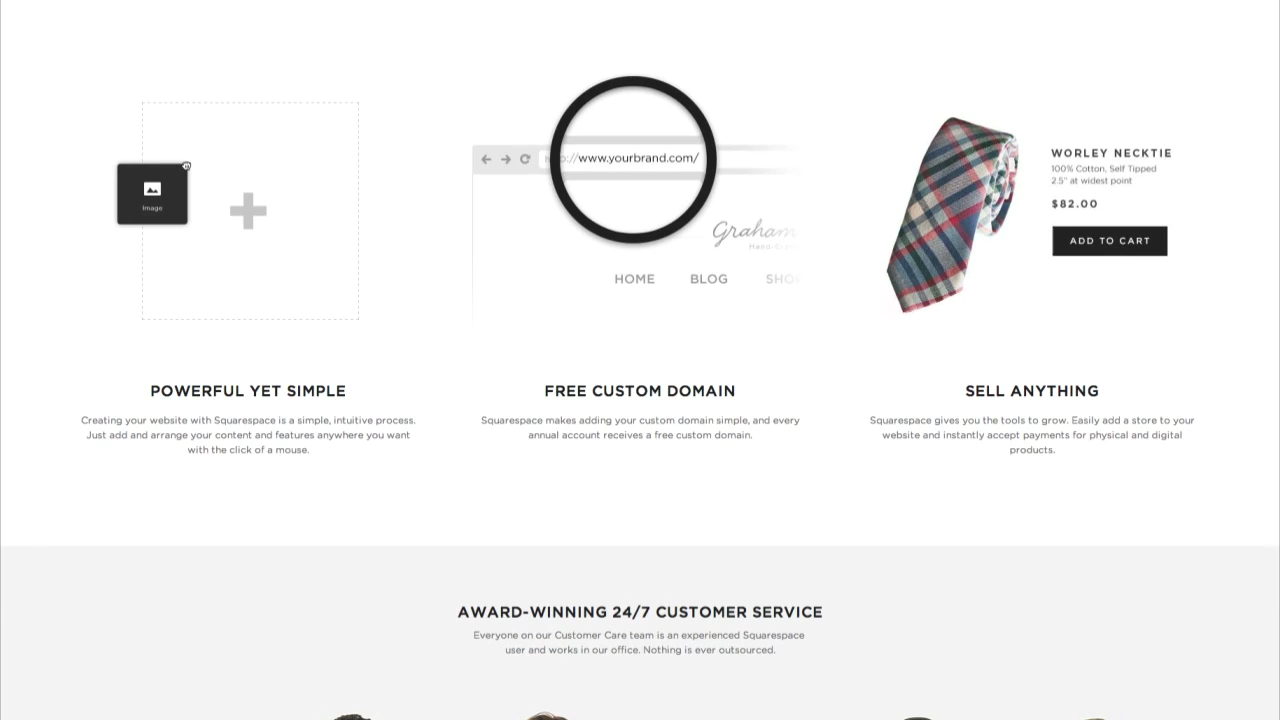 Image
://www.yourbrand.com/
Graham
Hand-Cra
HOME BLOG SHO
WORLEY NECKTIE
100% Cotton, Self Tipped
2.5" at widest point
$82.00
ADD TO CART
POWERFUL YET SIMPLE
Creating your website with Squarespace is a simple, intuitive process.
Just add and arrange your content and features anywhere you want
with the click of a mouse.
FREE CUSTOM DOMAIN
Squarespace makes adding your custom domain simple, and every
annual account receives a free custom domain.
SELL ANYTHING
Squarespace gives you the tools to grow. Easily add a store to your
website and instantly accept payments for physical and digital
products.
AWARD-WINNING 24/7 CUSTOMER SERVICE
Everyone on our Customer Care team is an experienced Squarespace
user and works in our office. Nothing is ever outsourced.